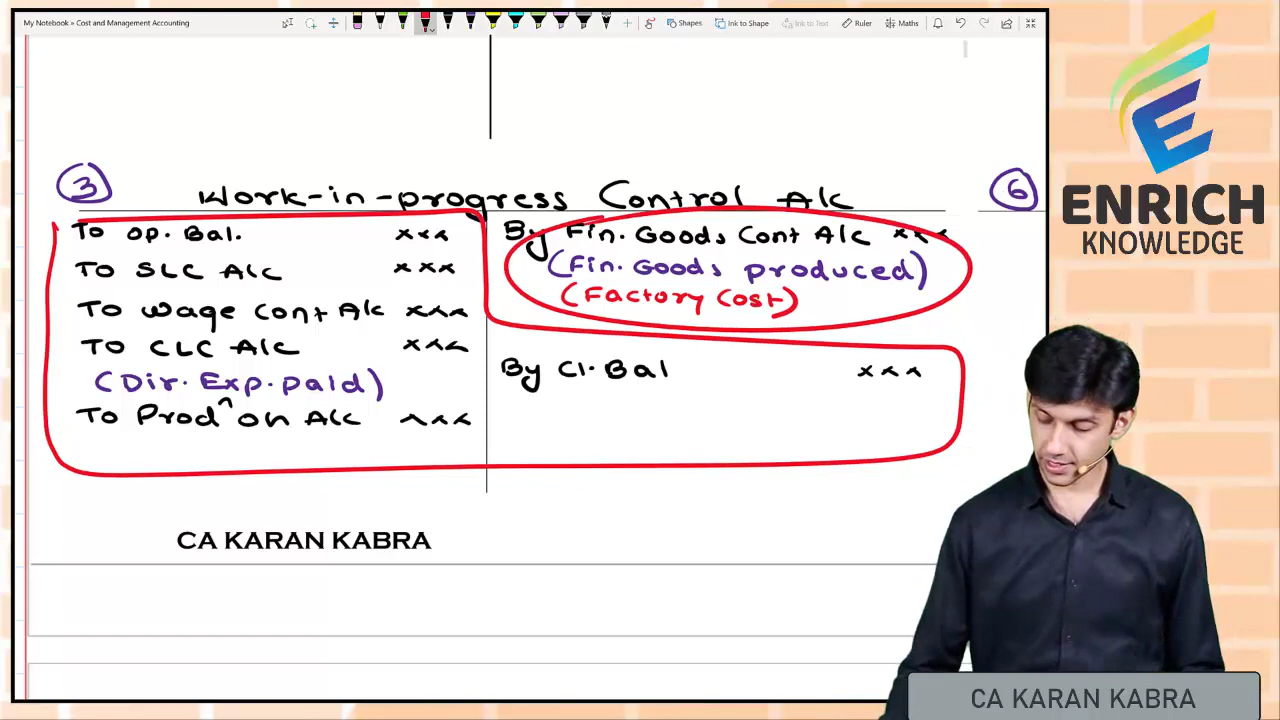 My Notebook » Cost and Management Accounting
Shapes
Ink to Shape
Ink to Text
Ruler
Maths
3
Work-in-progress Control A/c
6
To Op. Bal. xxx
By Fin. Goods Cont A/c xxx
To SLC A/c xxx
(Fin. Goods produced)
To wage Cont A/c xxx
(Factory Cost)
To CLC A/c xxx
By Cl. Bal xxx
(Dir. Exp. paid)
To Prodⁿ OH A/c xxx
CA KARAN KABRA
ENRICH
KNOWLEDGE
CA KARAN KABRA